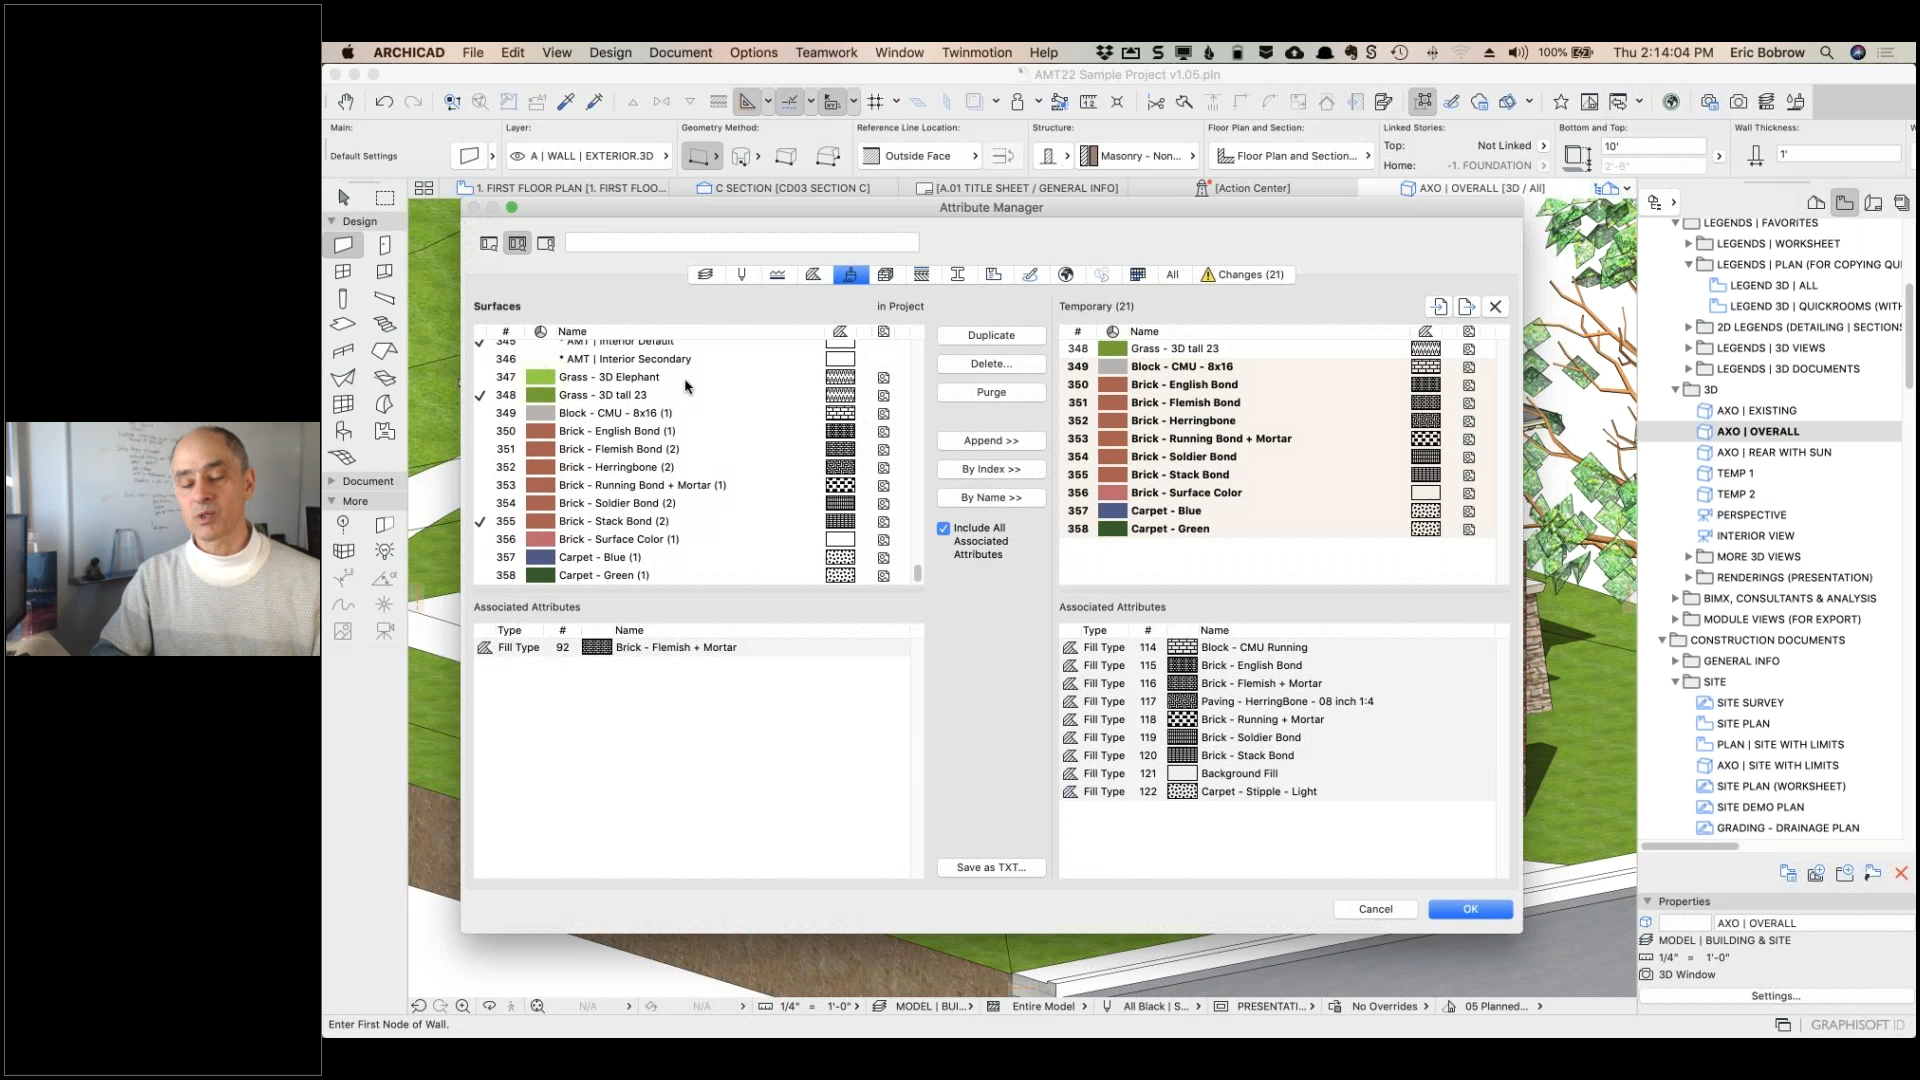 ARCHICAD File Edit View Design Document Options Teamwork Window Twinmotion Help 100% Thu 2:14:04 PM Eric Bobrow
AMT22 Sample Project v1.05.pln
Main: Layer: Geometry Method: Reference Line Location: Structure: Floor Plan and Section: Linked Stories: Bottom and Top: Wall Thickness:
Default Settings A | WALL | EXTERIOR.3D Outside Face Masonry - Non... Floor Plan and Section... Top: Not Linked 10' 1'
Home: -1. FOUNDATION 2'-6"
1. FIRST FLOOR PLAN [1. FIRST FLOO... C SECTION [CD03 SECTION C] [A.01 TITLE SHEET / GENERAL INFO] [Action Center] AXO | OVERALL [3D / All]
Attribute Manager
Design
Document
More
All Changes (21)
Surfaces in Project
# Name
345 * AMT | Interior Default
346 * AMT | Interior Secondary
347 Grass - 3D Elephant
348 Grass - 3D tall 23
349 Block - CMU - 8x16 (1)
350 Brick - English Bond (1)
351 Brick - Flemish Bond (2)
352 Brick - Herringbone (2)
353 Brick - Running Bond + Mortar (1)
354 Brick - Soldier Bond (2)
355 Brick - Stack Bond (2)
356 Brick - Surface Color (1)
357 Carpet - Blue (1)
358 Carpet - Green (1)
Associated Attributes
Type # Name
Fill Type 92 Brick - Flemish + Mortar
Duplicate
Delete...
Purge
Append >>
By Index >>
By Name >>
Include All
Associated
Attributes
Save as TXT...
Temporary (21)
# Name
348 Grass - 3D tall 23
349 Block - CMU - 8x16
350 Brick - English Bond
351 Brick - Flemish Bond
352 Brick - Herringbone
353 Brick - Running Bond + Mortar
354 Brick - Soldier Bond
355 Brick - Stack Bond
356 Brick - Surface Color
357 Carpet - Blue
358 Carpet - Green
Associated Attributes
Type # Name
Fill Type 114 Block - CMU Running
Fill Type 115 Brick - English Bond
Fill Type 116 Brick - Flemish + Mortar
Fill Type 117 Paving - HerringBone - 08 inch 1:4
Fill Type 118 Brick - Running + Mortar
Fill Type 119 Brick - Soldier Bond
Fill Type 120 Brick - Stack Bond
Fill Type 121 Background Fill
Fill Type 122 Carpet - Stipple - Light
Cancel OK
LEGENDS | FAVORITES
LEGENDS | WORKSHEET
LEGENDS | PLAN (FOR COPYING QU
LEGEND 3D | ALL
LEGEND 3D | QUICKROOMS (WITH
2D LEGENDS (DETAILING | SECTIONS
LEGENDS | 3D VIEWS
LEGENDS | 3D DOCUMENTS
3D
AXO | EXISTING
AXO | OVERALL
AXO | REAR WITH SUN
TEMP 1
TEMP 2
PERSPECTIVE
INTERIOR VIEW
MORE 3D VIEWS
RENDERINGS (PRESENTATION)
BIMX, CONSULTANTS & ANALYSIS
MODULE VIEWS (FOR EXPORT)
CONSTRUCTION DOCUMENTS
GENERAL INFO
SITE
SITE SURVEY
SITE PLAN
PLAN | SITE WITH LIMITS
AXO | SITE WITH LIMITS
SITE PLAN (WORKSHEET)
SITE DEMO PLAN
GRADING - DRAINAGE PLAN
Properties
AXO | OVERALL
MODEL | BUILDING & SITE
1/4" = 1'-0"
3D Window
Settings...
N/A N/A 1/4" = 1'-0" MODEL | BUI... Entire Model All Black | S... PRESENTATI... No Overrides 05 Planned...
Enter First Node of Wall.
GRAPHISOFT ID